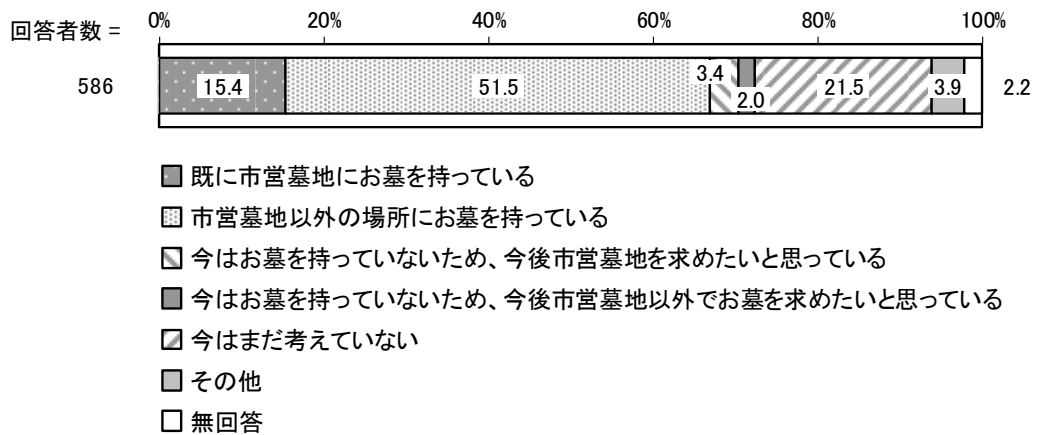 回答者数 =
0% 20% 40% 60% 80% 100%
586 15.4 51.5 3.4 2.0 21.5 3.9 2.2
既に市営墓地にお墓を持っている
市営墓地以外の場所にお墓を持っている
今はお墓を持っていないため、今後市営墓地を求めたいと思っている
今はお墓を持っていないため、今後市営墓地以外でお墓を求めたいと思っている
今はまだ考えていない
その他
無回答